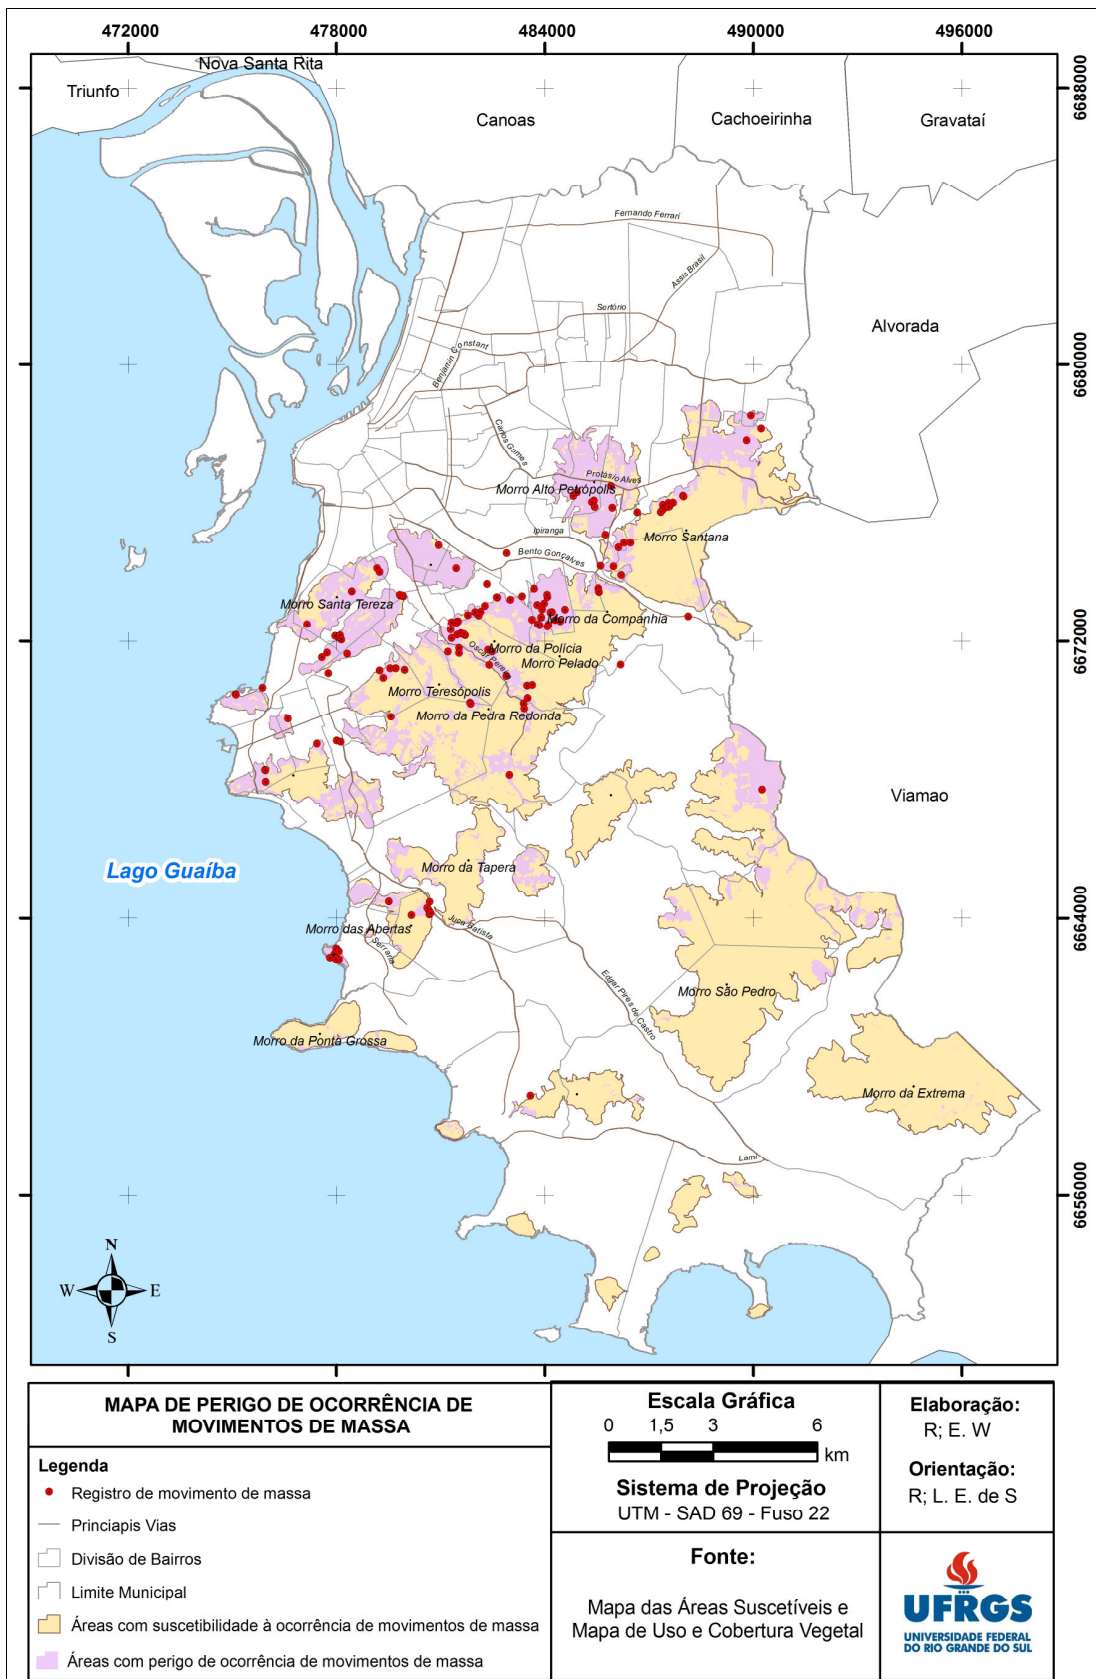 472000 478000 484000 490000 496000
Nova Santa Rita
Triunfo
Canoas
Cachoeirinha
Gravataí
6688000
Fernando Ferrari
Assis Brasil
Sertório
Alvorada
Benjamin Constant
6680000
Carlos Gomes
Protásio Alves
Morro Alto Petrópolis
Ipiranga
Morro Santana
Bento Gonçalves
Morro Santa Tereza
Morro da Companhia
6672000
Morro da Polícia
Oscar Pereira
Morro Pelado
Morro Teresópolis
Morro da Pedra Redonda
Viamao
Lago Guaíba
Morro da Tapera
6664000
Juca Batista
Morro das Abertas
Serraria
Edgar Pires de Castro
Morro São Pedro
Morro da Ponta Grossa
Morro da Extrema
Lami
6656000
N
W E
S
MAPA DE PERIGO DE OCORRÊNCIA DE
MOVIMENTOS DE MASSA
Legenda
Registro de movimento de massa
Princiapis Vias
Divisão de Bairros
Limite Municipal
Áreas com suscetibilidade à ocorrência de movimentos de massa
Áreas com perigo de ocorrência de movimentos de massa
Escala Gráfica
0 1,5 3 6
km
Sistema de Projeção
UTM - SAD 69 - Fuso 22
Fonte:
Mapa das Áreas Suscetíveis e
Mapa de Uso e Cobertura Vegetal
Elaboração:
R; E. W
Orientação:
R; L. E. de S
UFRGS
UNIVERSIDADE FEDERAL
DO RIO GRANDE DO SUL